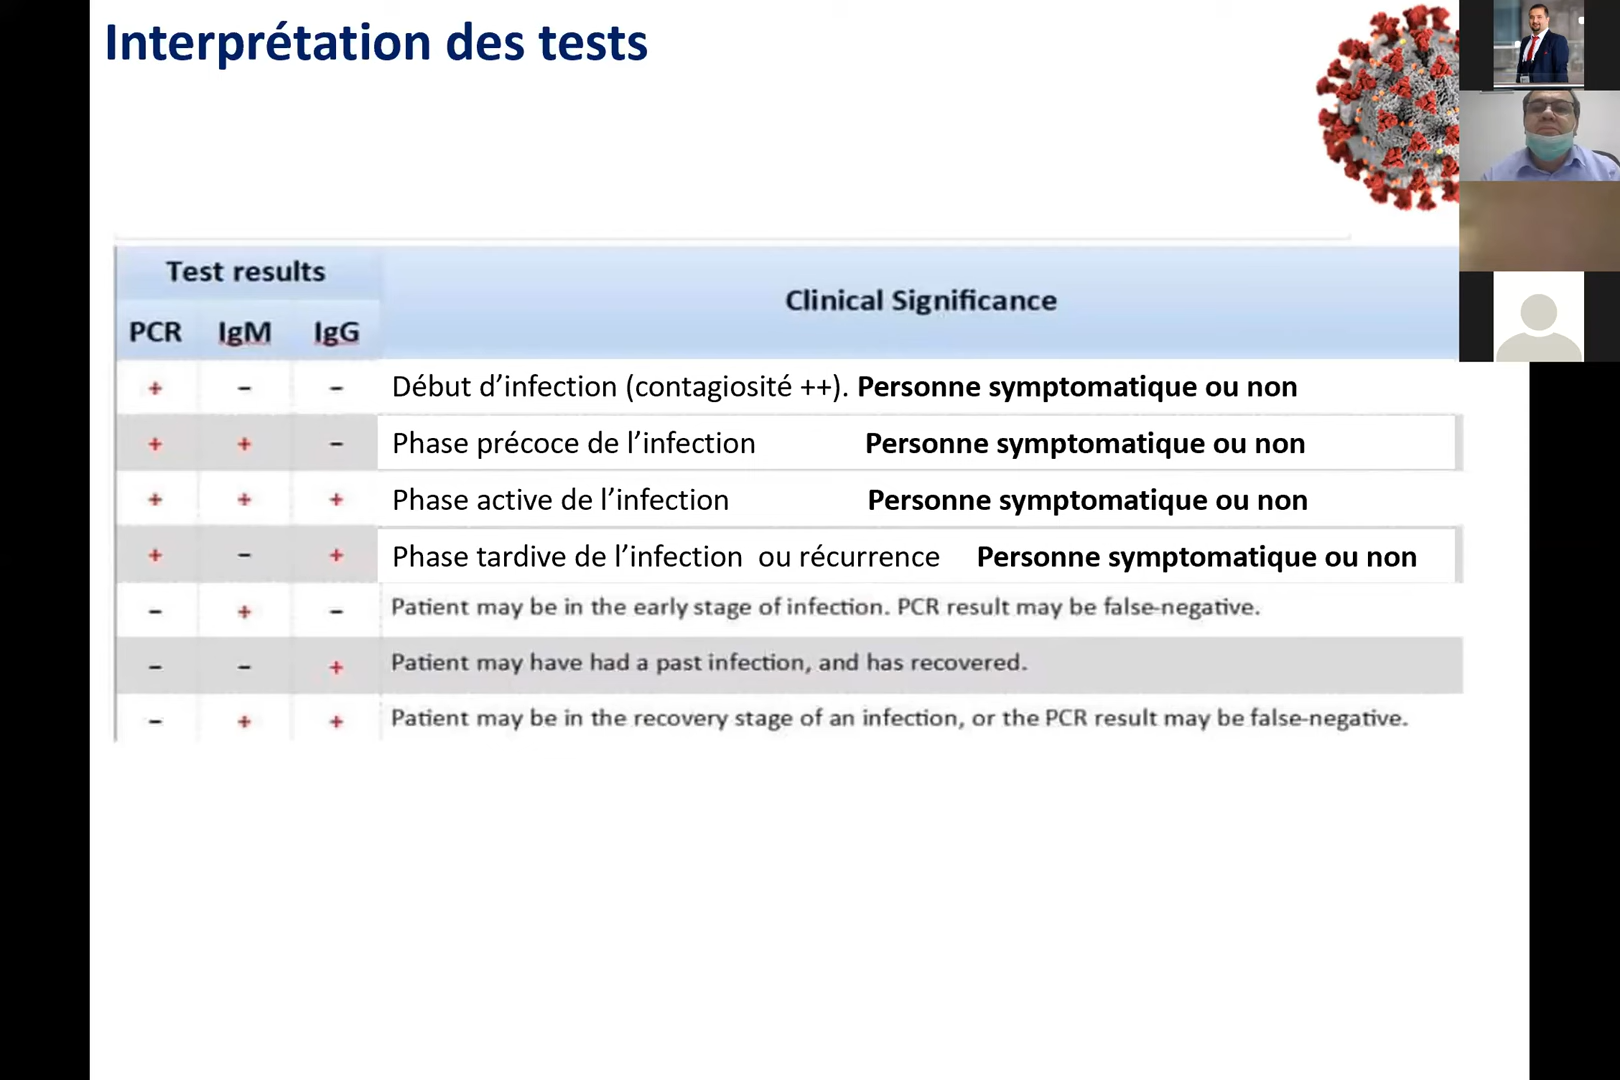 Interprétation des tests
Test results
Clinical Significance
PCR IgM IgG
+ - - Début d’infection (contagiosité ++). Personne symptomatique ou non
+ + - Phase précoce de l’infection Personne symptomatique ou non
+ + + Phase active de l’infection Personne symptomatique ou non
+ - + Phase tardive de l’infection ou récurrence Personne symptomatique ou non
- + - Patient may be in the early stage of infection. PCR result may be false-negative.
- - + Patient may have had a past infection, and has recovered.
- + + Patient may be in the recovery stage of an infection, or the PCR result may be false-negative.